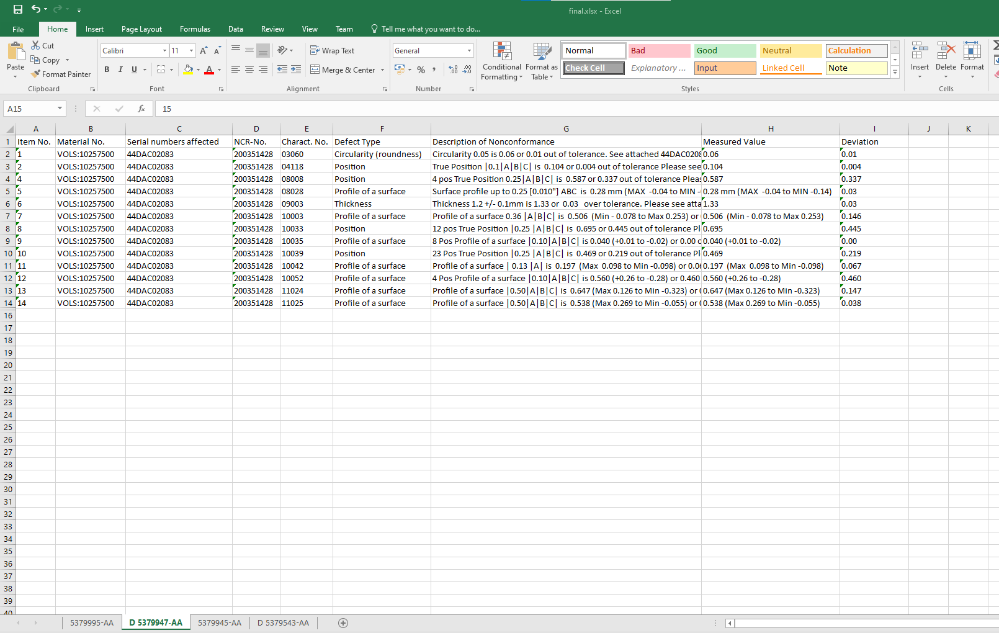 final.xlsx - Excel
File Home Insert Page Layout Formulas Data Review View Team Tell me what you want to do...
Paste Cut Copy Format Painter Clipboard
Calibri 11 B I U A A A Font
Wrap Text Merge & Center Alignment
General % , .0 .00 Number
Conditional Formatting Format as Table
Normal Bad Good Neutral Calculation
Check Cell Explanatory ... Input Linked Cell Note
Styles
Insert Delete Format Cells
A15 fx 15
A B C D E F G H I J K
1 Item No. Material No. Serial numbers affected NCR-No. Charact. No. Defect Type Description of Nonconformance Measured Value Deviation
2 1 VOLS:10257500 44DAC02083 200351428 03060 Circularity (roundness) Circularity 0.05 is 0.06 or 0.01 out of tolerance. See attached 44DAC0208 0.06 0.01
3 2 VOLS:10257500 44DAC02083 200351428 04118 Position True Position |0.1|A|B|C| is 0.104 or 0.004 out of tolerance Please see 0.104 0.004
4 4 VOLS:10257500 44DAC02083 200351428 08008 Position 4 pos True Position 0.25|A|B|C| is 0.587 or 0.337 out of tolerance Pleas 0.587 0.337
5 5 VOLS:10257500 44DAC02083 200351428 08028 Profile of a surface Surface profile up to 0.25 [0.010"] ABC is 0.28 mm (MAX -0.04 to MIN - 0.28 mm (MAX -0.04 to MIN -0.14) 0.03
6 6 VOLS:10257500 44DAC02083 200351428 09003 Thickness Thickness 1.2 +/- 0.1mm is 1.33 or 0.03 over tolerance. Please see atta 1.33 0.03
7 7 VOLS:10257500 44DAC02083 200351428 10003 Profile of a surface Profile of a surface 0.36 |A|B|C| is 0.506 (Min - 0.078 to Max 0.253) or 0.506 (Min - 0.078 to Max 0.253) 0.146
8 8 VOLS:10257500 44DAC02083 200351428 10033 Position 12 pos True Position |0.25 |A|B|C| is 0.695 or 0.445 out of tolerance Pl 0.695 0.445
9 9 VOLS:10257500 44DAC02083 200351428 10035 Profile of a surface 8 Pos Profile of a surface |0.10|A|B|C| is 0.040 (+0.01 to -0.02) or 0.00 o 0.040 (+0.01 to -0.02) 0.00
10 10 VOLS:10257500 44DAC02083 200351428 10039 Position 23 Pos True Position |0.25 |A|B|C| is 0.469 or 0.219 out of tolerance Pl 0.469 0.219
11 11 VOLS:10257500 44DAC02083 200351428 10042 Profile of a surface Profile of a surface | 0.13 |A| is 0.197 (Max 0.098 to Min -0.098) or 0.06 0.197 (Max 0.098 to Min -0.098) 0.067
12 12 VOLS:10257500 44DAC02083 200351428 10052 Profile of a surface 4 Pos Profile of a surface |0.10|A|B|C| is 0.560 (+0.26 to -0.28) or 0.460 0.560 (+0.26 to -0.28) 0.460
13 13 VOLS:10257500 44DAC02083 200351428 11024 Profile of a surface Profile of a surface |0.50|A|B|C| is 0.647 (Max 0.126 to Min -0.323) or 0.647 (Max 0.126 to Min -0.323) 0.147
14 14 VOLS:10257500 44DAC02083 200351428 11025 Profile of a surface Profile of a surface |0.50|A|B|C| is 0.538 (Max 0.269 to Min -0.055) or 0.538 (Max 0.269 to Min -0.055) 0.038
16
17
18
19
20
21
22
23
24
25
26
27
28
29
30
31
32
33
34
35
36
37
38
39
40
5379995-AA D 5379947-AA 5379945-AA D 5379543-AA